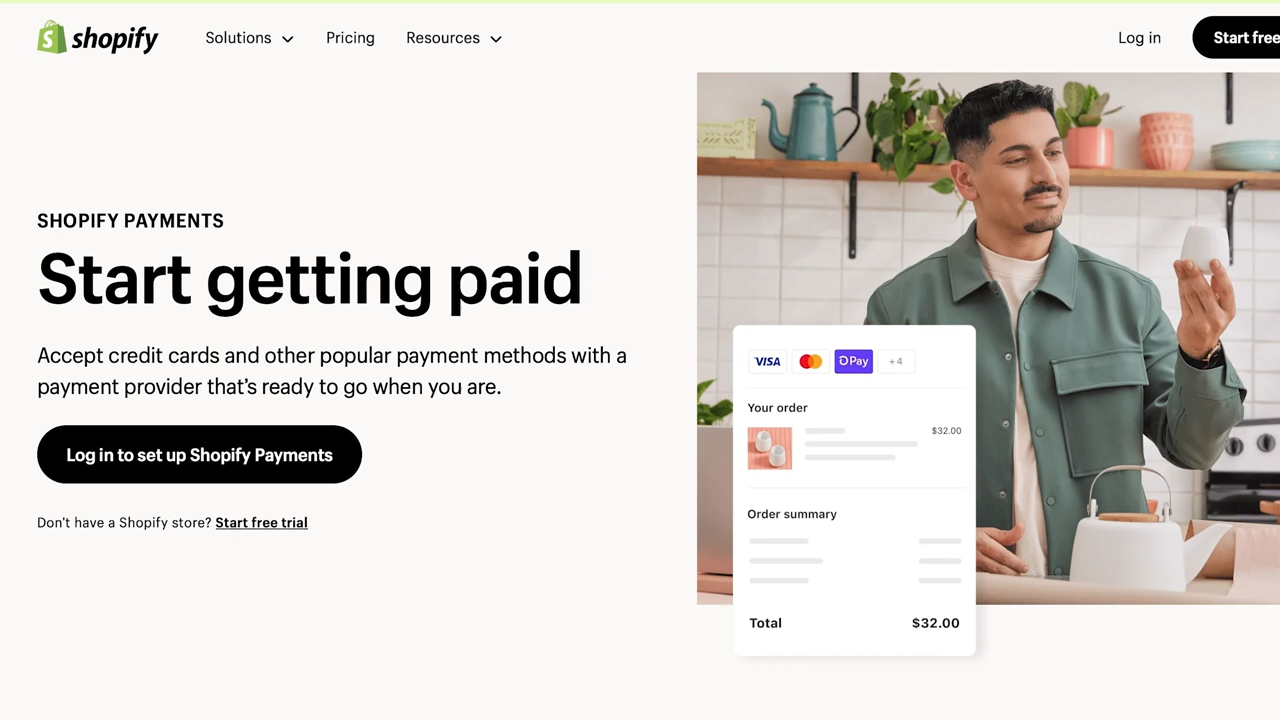 shopify
Solutions
Pricing
Resources
Log in
Start free
SHOPIFY PAYMENTS
Start getting paid
Accept credit cards and other popular payment methods with a
payment provider that’s ready to go when you are.
Log in to set up Shopify Payments
Don't have a Shopify store? Start free trial
VISA
Pay
+ 4
Your order
$32.00
Order summary
Total $32.00